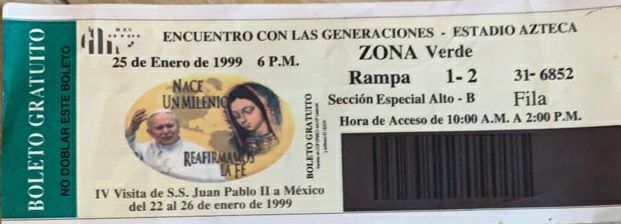 BOLETO GRATUITO
NO DOBLAR ESTE BOLETO
ENCUENTRO CON LAS GENERACIONES - ESTADIO AZTECA
25 de Enero de 1999 6 P.M.
NACE
UN MILENIO
REAFIRMAMOS
LA FE
IV Visita de S.S. Juan Pablo II a México
del 22 al 26 de enero de 1999
BOLETO GRATUITO
ZONA Verde
Rampa 1-2 31-6852
Sección Especial Alto - B Fila
Hora de Acceso de 10:00 A.M. A 2:00 P.M.